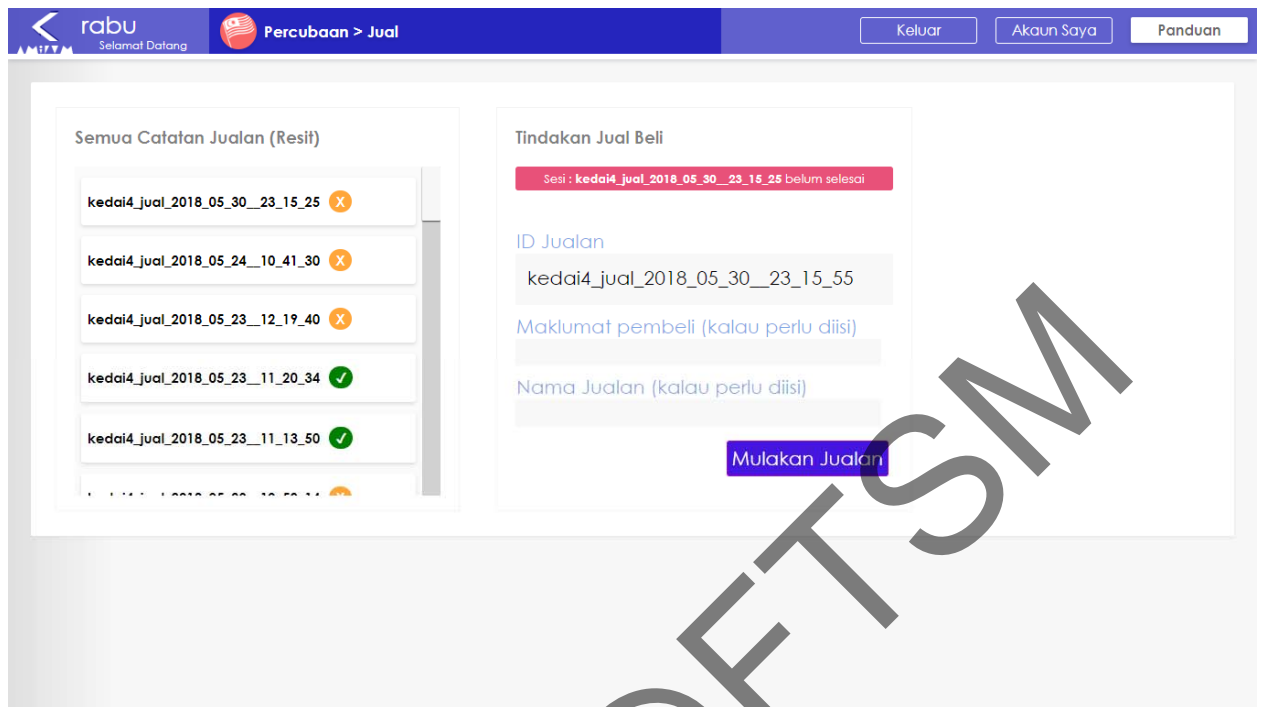 rabu
Selamat Datang
Percubaan > Jual
Keluar
Akaun Saya
Panduan
Semua Catatan Jualan (Resit)
kedai4_jual_2018_05_30__23_15_25 X
kedai4_jual_2018_05_24__10_41_30 X
kedai4_jual_2018_05_23__12_19_40 X
kedai4_jual_2018_05_23__11_20_34
kedai4_jual_2018_05_23__11_13_50
Tindakan Jual Beli
Sesi : kedai4_jual_2018_05_30__23_15_25 belum selesai
ID Jualan
kedai4_jual_2018_05_30__23_15_55
Maklumat pembeli (kalau perlu diisi)
Nama Jualan (kalau perlu diisi)
Mulakan Jualan
FTSM